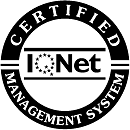 CERTIFIED
IQNet
MANAGEMENT SYSTEM